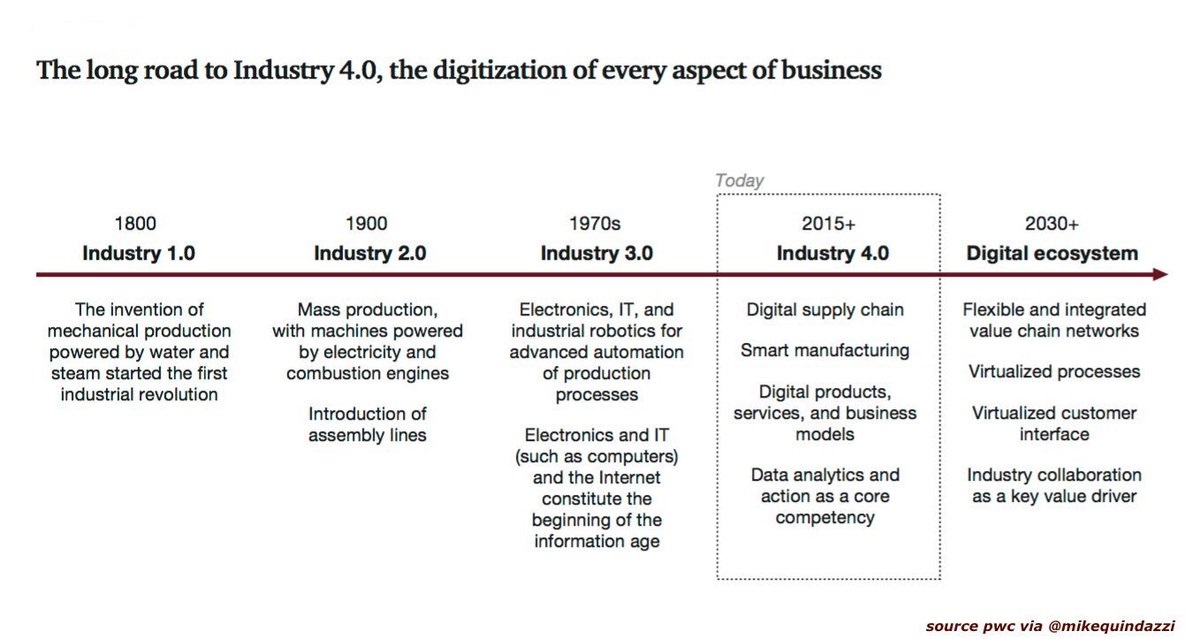 The long road to Industry 4.0, the digitization of every aspect of business
Today
1800
Industry 1.0
The invention of
mechanical production
powered by water and
steam started the first
industrial revolution
1900
Industry 2.0
Mass production,
with machines powered
by electricity and
combustion engines
Introduction of
assembly lines
1970s
Industry 3.0
Electronics, IT, and
industrial robotics for
advanced automation
of production
processes
Electronics and IT
(such as computers)
and the Internet
constitute the
beginning of the
information age
2015+
Industry 4.0
Digital supply chain
Smart manufacturing
Digital products,
services, and business
models
Data analytics and
action as a core
competency
2030+
Digital ecosystem
Flexible and integrated
value chain networks
Virtualized processes
Virtualized customer
interface
Industry collaboration
as a key value driver
source pwc via @mikequindazzi